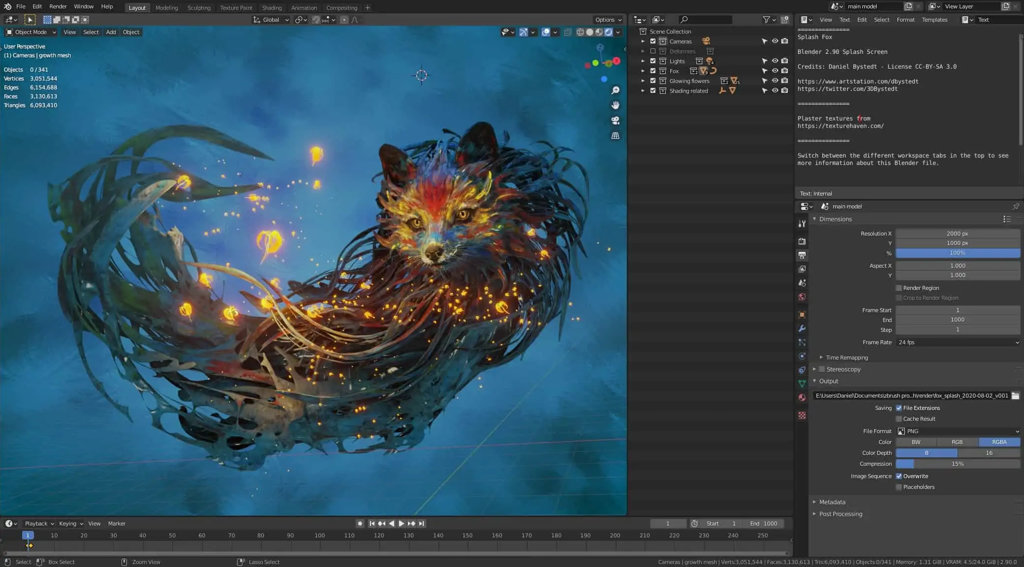 File Edit Render Window Help
Layout Modeling Sculpting Texture Paint Shading Animation Compositing
main model
View Layer
Global
Options
Object Mode
View Select Add Object
User Perspective
(1) Cameras | growth mesh
Objects 0/341
Vertices 3,051,544
Edges 6,154,688
Faces 3,130,613
Triangles 6,093,410
Scene Collection
Cameras
Lights
Fox
Glowing flowers
Shading related
View Text Edit Select Format Templates
Text
===============
Splash Fox
Blender 2.90 Splash Screen
Credits: Daniel Bystedt - License CC-BY-SA 3.0
https://www.artstation.com/dbystedt
https://twitter.com/3DBystedt
===============
Plaster textures from
https://texturehaven.com/
===============
Switch between the different workspace tabs in the top to see
more information about this Blender file.
Text: Internal
main model
Dimensions
Resolution X 2000 px
Y 1000 px
% 100%
Aspect X 1.000
Y 1.000
Render Region
Crop to Render Region
Frame Start 1
End 1000
Step 1
Frame Rate 24 fps
Time Remapping
Stereoscopy
Output
E:\Users\Daniel\Documents\zbrush pro..h\render\fox_splash_2020-08-02_v001
Saving File Extensions
Cache Result
File Format PNG
Color BW RGB RGBA
Color Depth 8 16
Compression 15%
Image Sequence Overwrite
Placeholders
Metadata
Post Processing
Playback Keying View Marker
1 Start 1 End 1000
1 10 20 30 40 50 60 70 80 90 100 110 120 130 140 150 160 170 180 190 200 210 220 230 240 250
Select Box Select Zoom View Lasso Select
Cameras | growth mesh | Verts:3,051,544 | Faces:3,130,613 | Tris:6,093,410 | Objects:0/341 | Memory: 1.31 GiB | VRAM: 4.5/24.0 GiB | 2.90.0